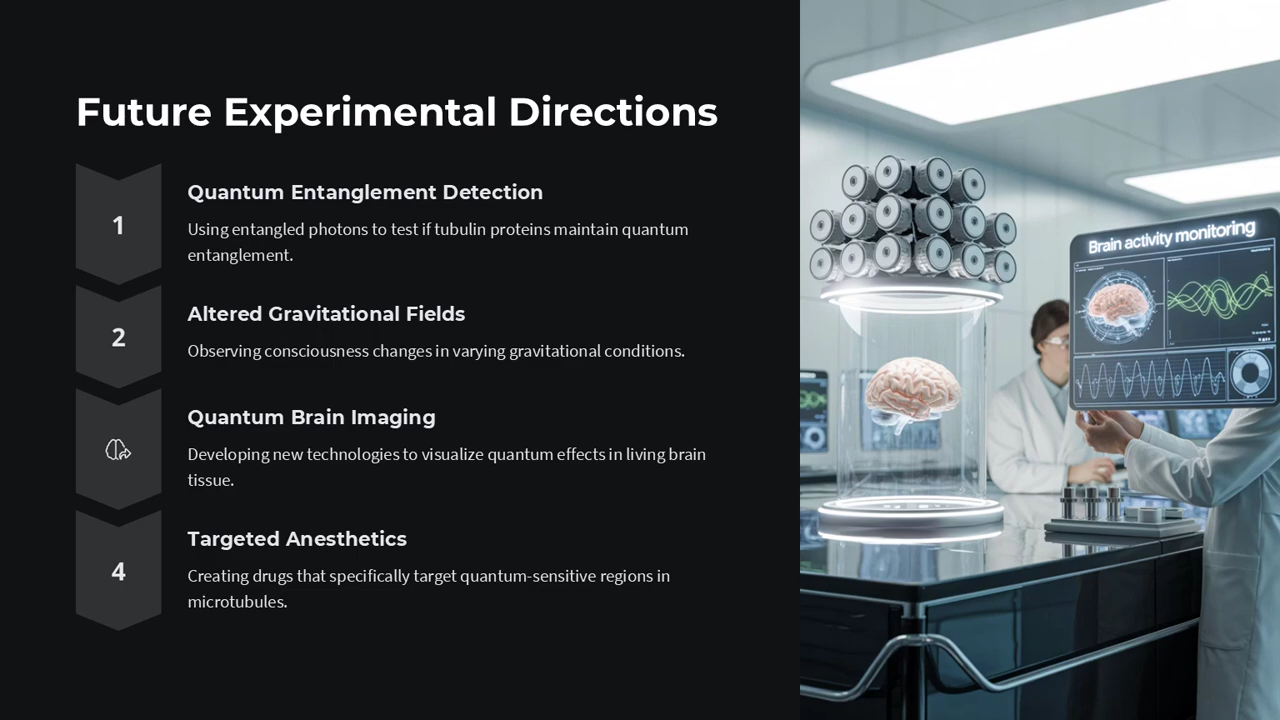 Future Experimental Directions
1
Quantum Entanglement Detection
Using entangled photons to test if tubulin proteins maintain quantum
entanglement.
2
Altered Gravitational Fields
Observing consciousness changes in varying gravitational conditions.
Quantum Brain Imaging
Developing new technologies to visualize quantum effects in living brain
tissue.
4
Targeted Anesthetics
Creating drugs that specifically target quantum-sensitive regions in
microtubules.
Brain activity monitoring